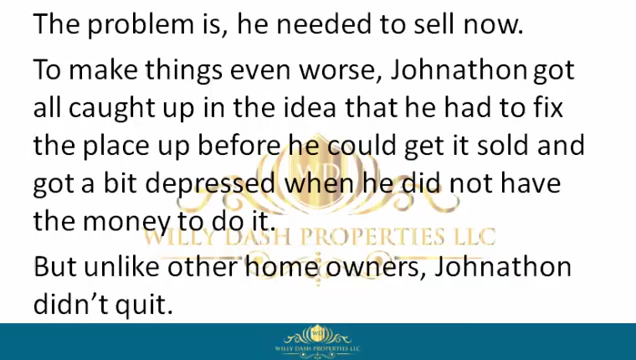 The problem is, he needed to sell now.
To make things even worse, Johnathon got
all caught up in the idea that he had to fix
the place up before he could get it sold and
got a bit depressed when he did not have
the money to do it.
WILLY DASH PROPERTIES LLC
But unlike other home owners, Johnathon
didn’t quit.
WILLY DASH PROPERTIES LLC